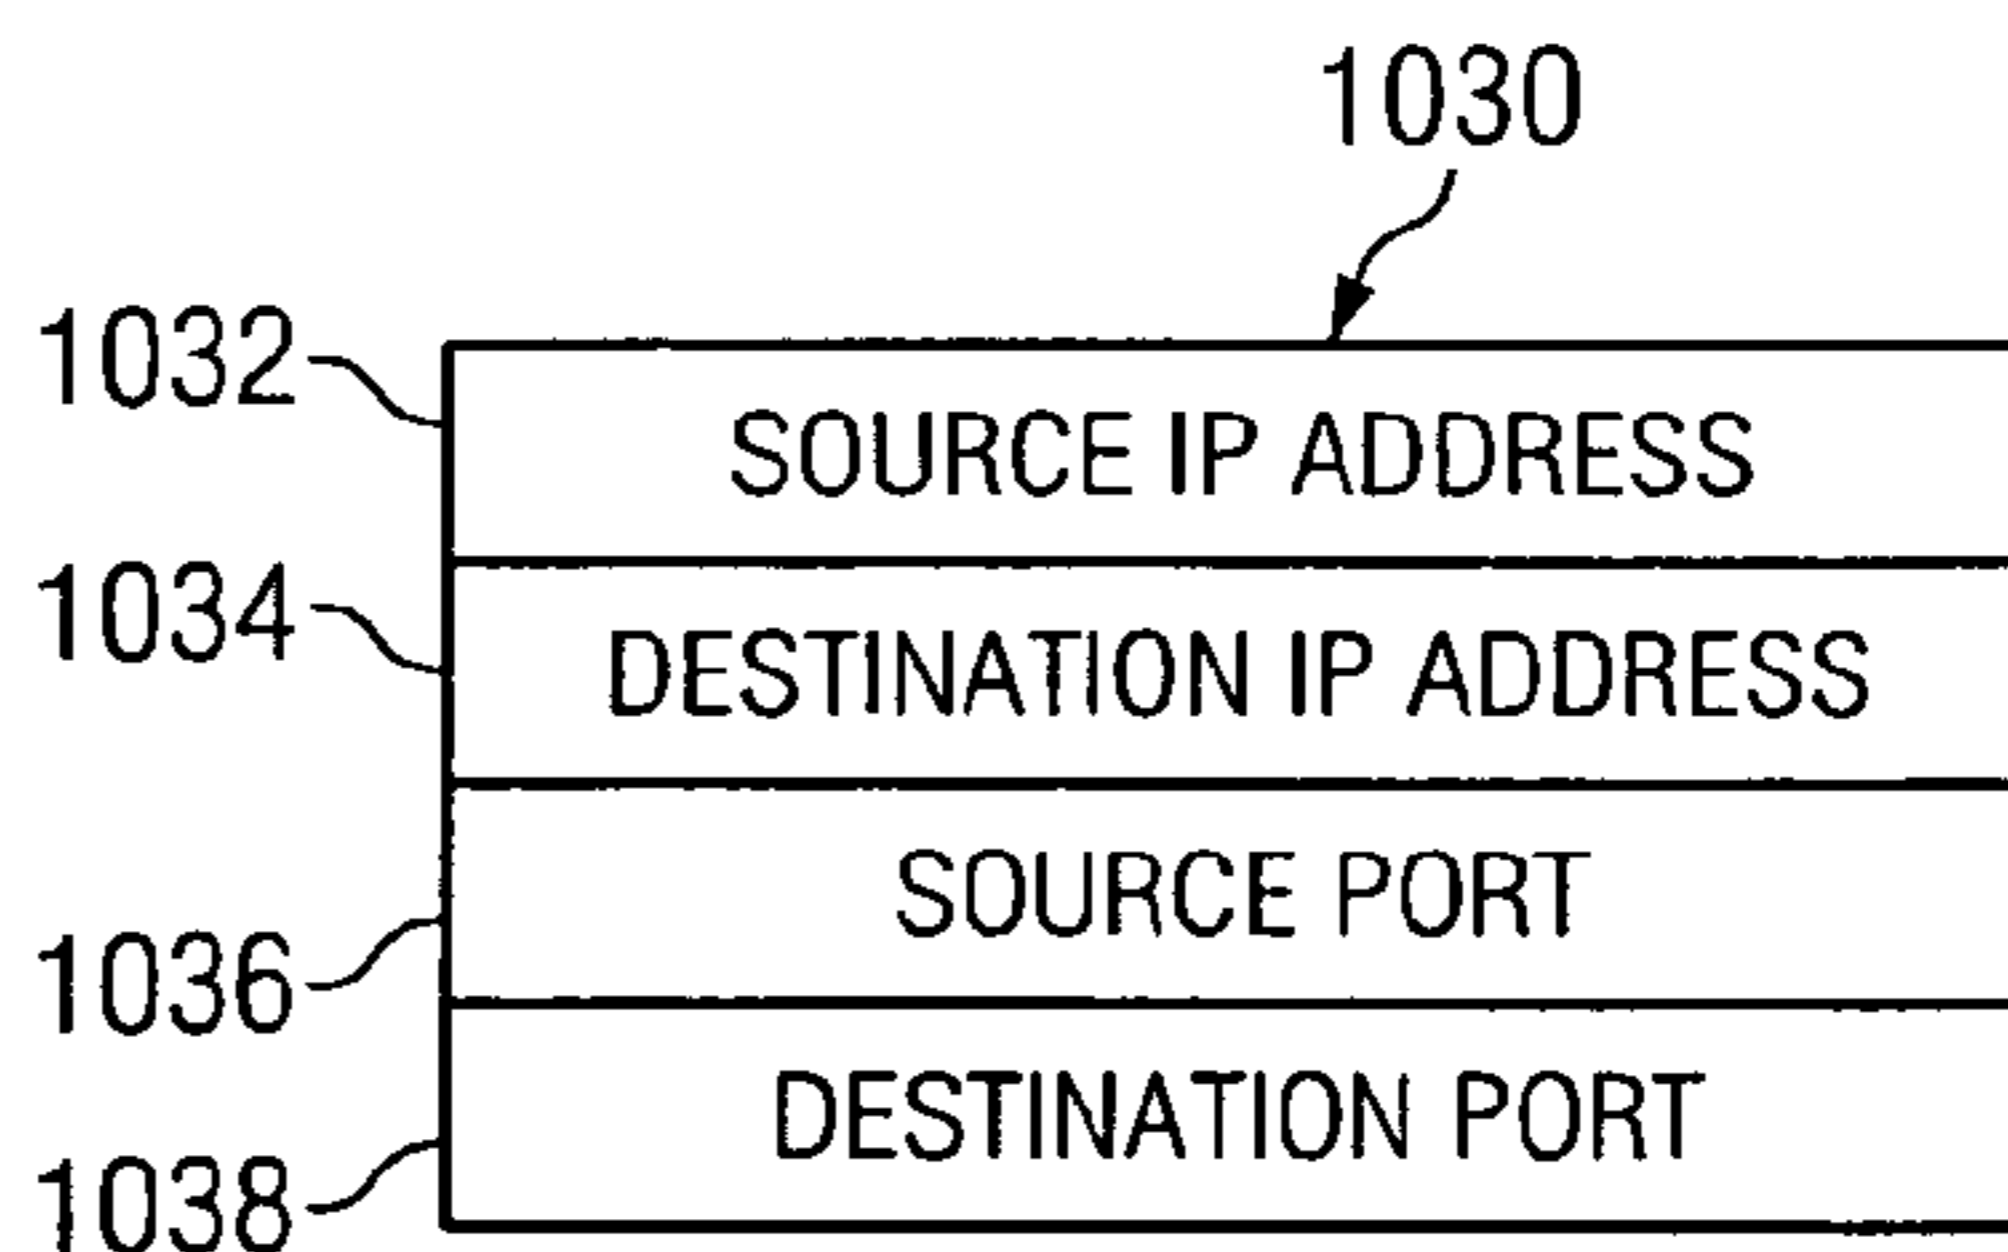 1030
1032
SOURCE IP ADDRESS
1034
DESTINATION IP ADDRESS
SOURCE PORT
1036
DESTINATION PORT
1038